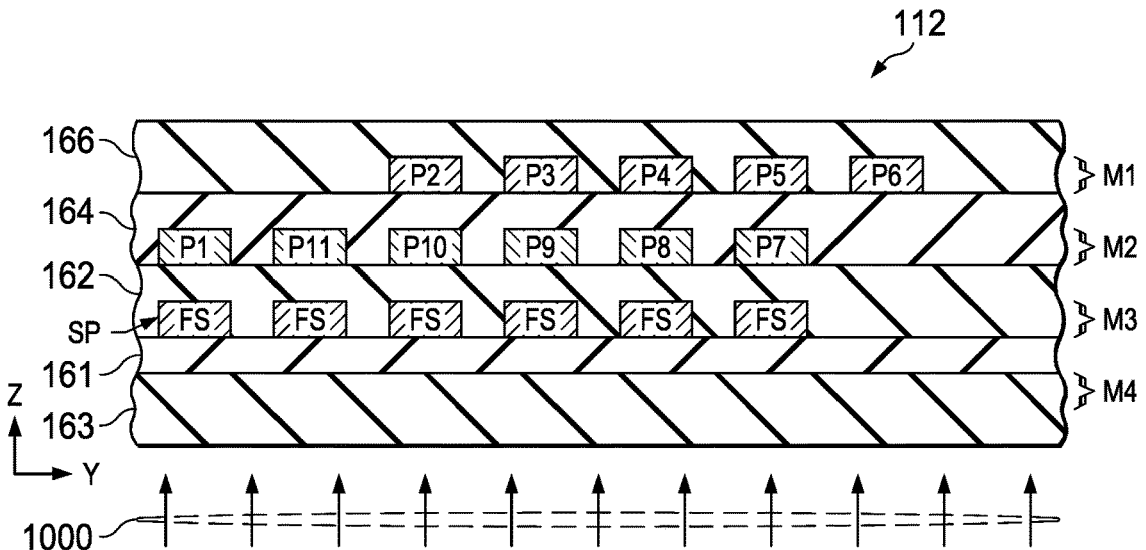 112
166
P2 P3 P4 P5 P6
M1
164
P1 P11 P10 P9 P8 P7
M2
162
SP
FS FS FS FS FS FS
M3
161
M4
Z
163
Y
1000